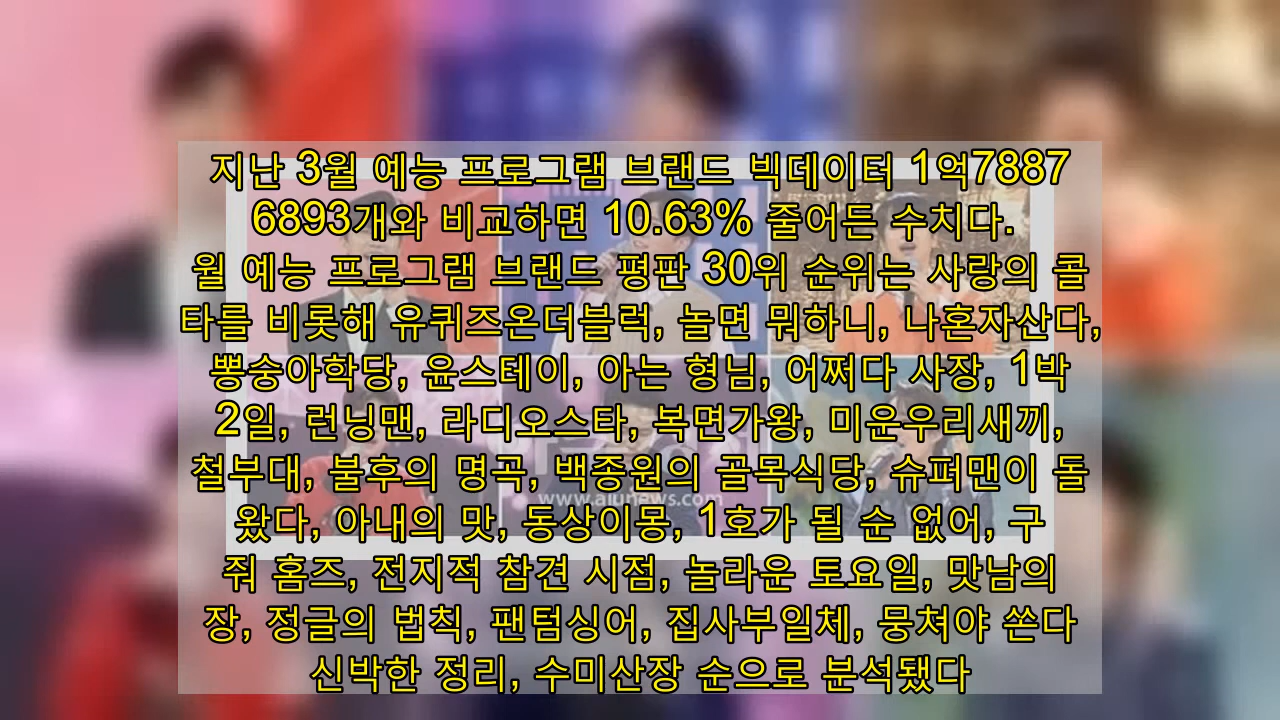 지난 3월 예능 프로그램 브랜드 빅데이터 1억7887
6893개와 비교하면 10.63% 줄어든 수치다.
월 예능 프로그램 브랜드 평판 30위 순위는 사랑의 콜
타를 비롯해 유퀴즈온더블럭, 놀면 뭐하니, 나혼자산다,
뽕숭아학당, 윤스테이, 아는 형님, 어쩌다 사장, 1박
2일, 런닝맨, 라디오스타, 복면가왕, 미운우리새끼,
철부대, 불후의 명곡, 백종원의 골목식당, 슈퍼맨이 돌
www.ajunews.com
왔다, 아내의 맛, 동상이몽, 1호가 될 순 없어, 구
줘 홈즈, 전지적 참견 시점, 놀라운 토요일, 맛남의
장, 정글의 법칙, 팬텀싱어, 집사부일체, 뭉쳐야 쏜다
신박한 정리, 수미산장 순으로 분석됐다